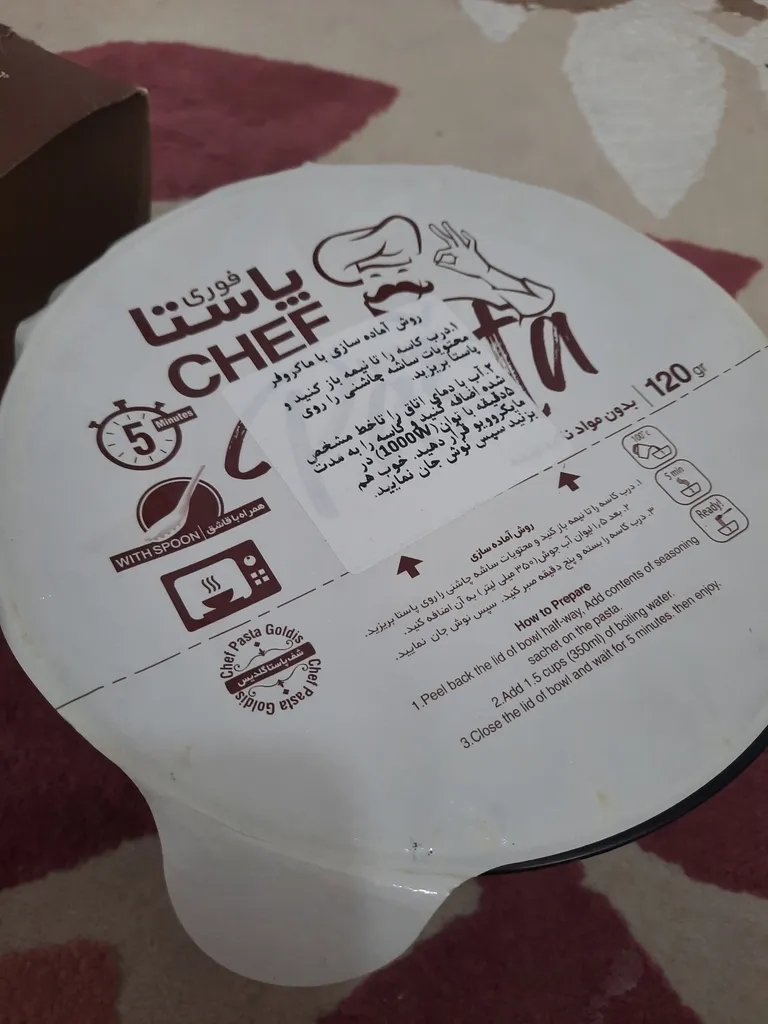 فوری
پاستا
CHEF
5 Minutes
روش آماده سازی با ماکروفر
۱.درب کاسه را تا نیمه باز کنید و
محتویات ساشه چاشنی را روی
پاستا بریزید.
۲.آب با دمای اتاق را تاخط مشخص
شده اضافه کنید و کاسه را به مدت
۵دقیقه با توان(1000W) در
مایکروویو قرار دهید. خوب هم
بزنید سپس نوش جان نمایید.
بدون مواد | 120 gr
WITH SPOON | همراه با قاشق
100°c
5 min
Ready!
روش آماده سازی
۱. درب کاسه را تا نیمه باز کنید و محتویات ساشه چاشنی را روی پاستا بریزید.
۲. بعد ۱،۵ لیوان آب جوش(۳۵۰ میلی لیتر) به آن اضافه کنید.
۳. درب کاسه را بسته و پنج دقیقه صبر کنید. سپس نوش جان نمایید.
How to Prepare
1.Peel back the lid of bowl half-way. Add contents of seasoning
sachet on the pasta.
2.Add 1.5 cups (350ml) of boiling water.
3.Close the lid of bowl and wait for 5 minutes. then enjoy.
Chef Pasta Goldis
شف پاستا گلدیس
Chef Pasta Goldis